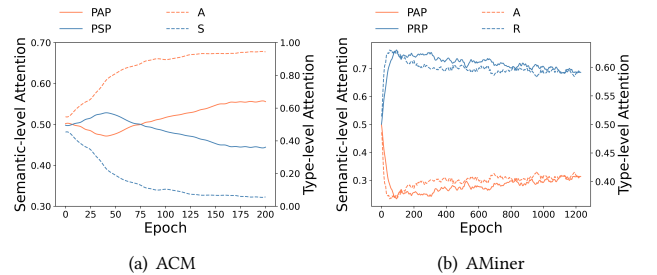 PAP A
PSP S
0.70
0.60
0.50
0.40
0.30
1.00
0.80
0.60
0.40
0.20
0.00
Semantic-level Attention
Type-level Attention
0 25 50 75 100 125 150 175 200
Epoch
(a) ACM
PAP A
PRP R
0.7
0.6
0.5
0.4
0.3
0.60
0.55
0.50
0.45
0.40
Semantic-level Attention
Type-level Attention
0 200 400 600 800 1000 1200
Epoch
(b) AMiner